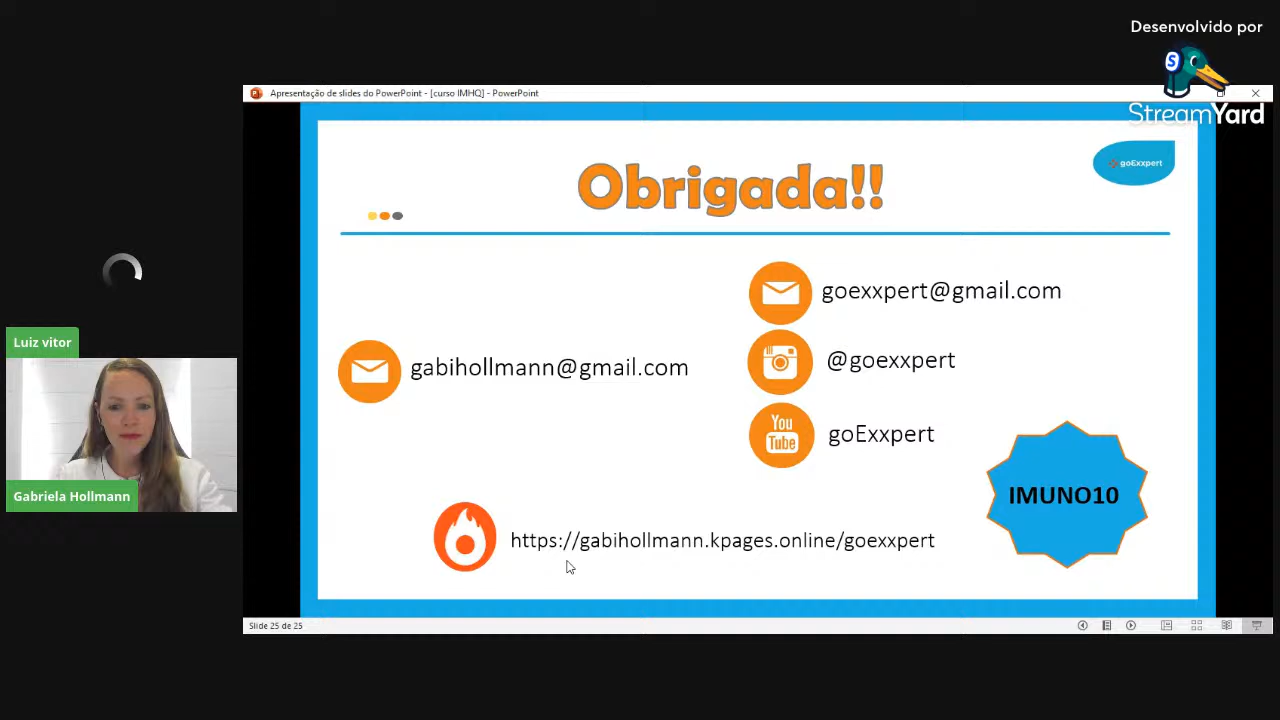 Desenvolvido por
S
StreamYard
Apresentação de slides do PowerPoint - [curso IMHQ] - PowerPoint
goExxpert
Obrigada!!
goexxpert@gmail.com
@goexxpert
You
Tube
goExxpert
gabihollmann@gmail.com
IMUNO10
https://gabihollmann.kpages.online/goexxpert
Luiz vitor
Gabriela Hollmann
Slide 25 de 25